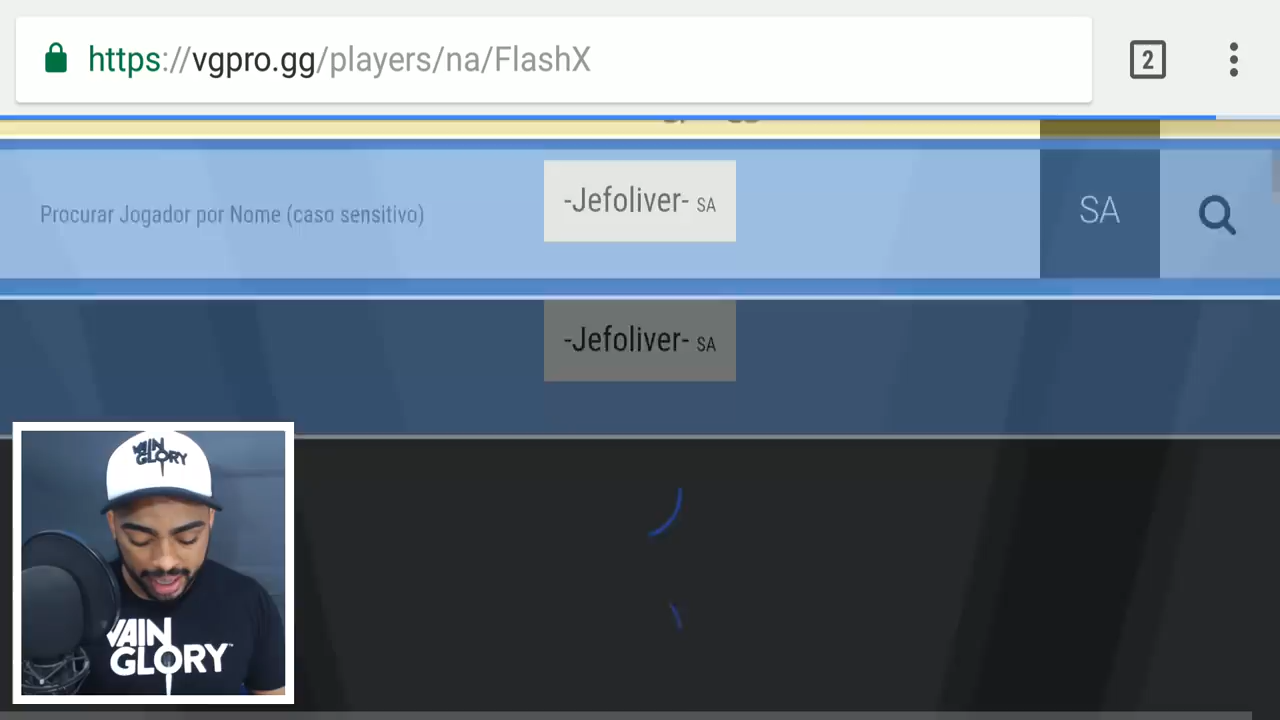 https://vgpro.gg/players/na/FlashX
2
Procurar Jogador por Nome (caso sensitivo)
-Jefoliver- SA
SA
-Jefoliver- SA
VAIN
GLORY
VAIN
GLORY